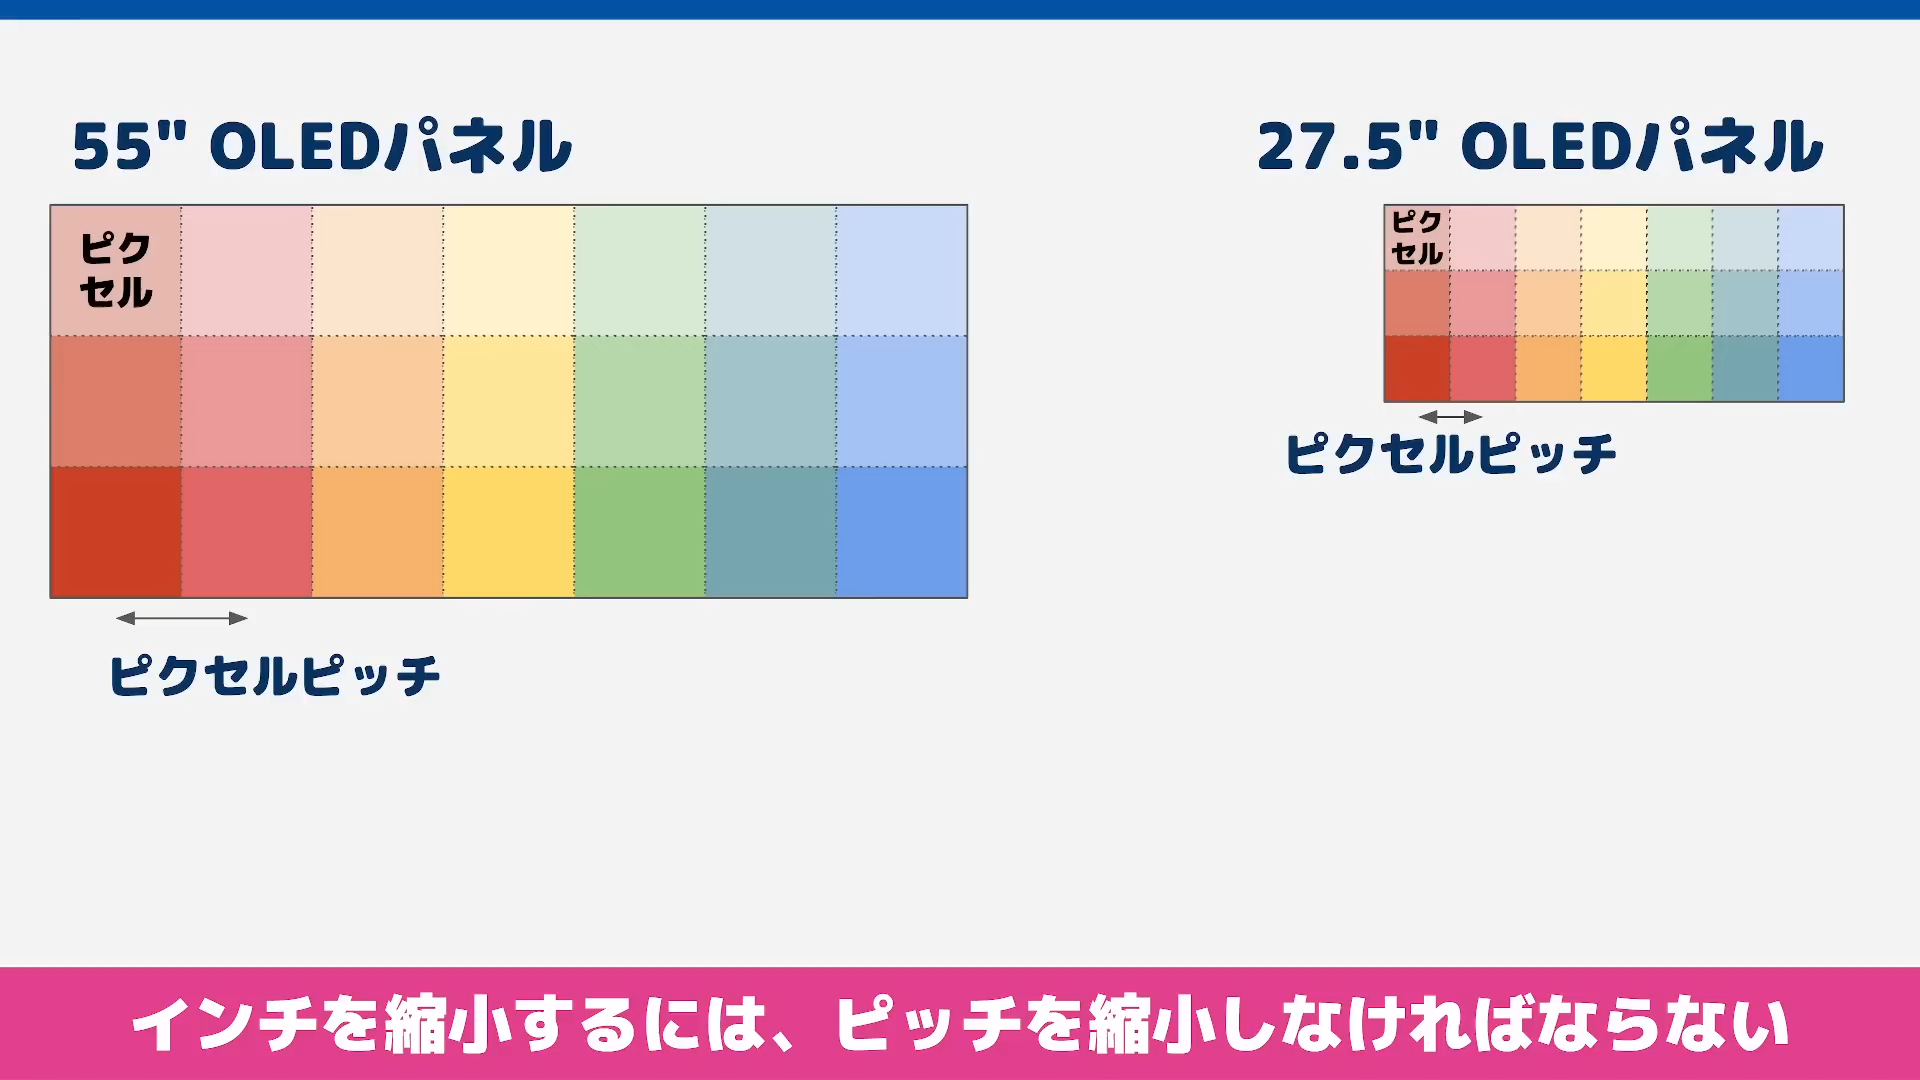 55" OLEDパネル
ピク
セル
ピクセルピッチ
27.5" OLEDパネル
ピク
セル
ピクセルピッチ
インチを縮小するには、ピッチを縮小しなければならない